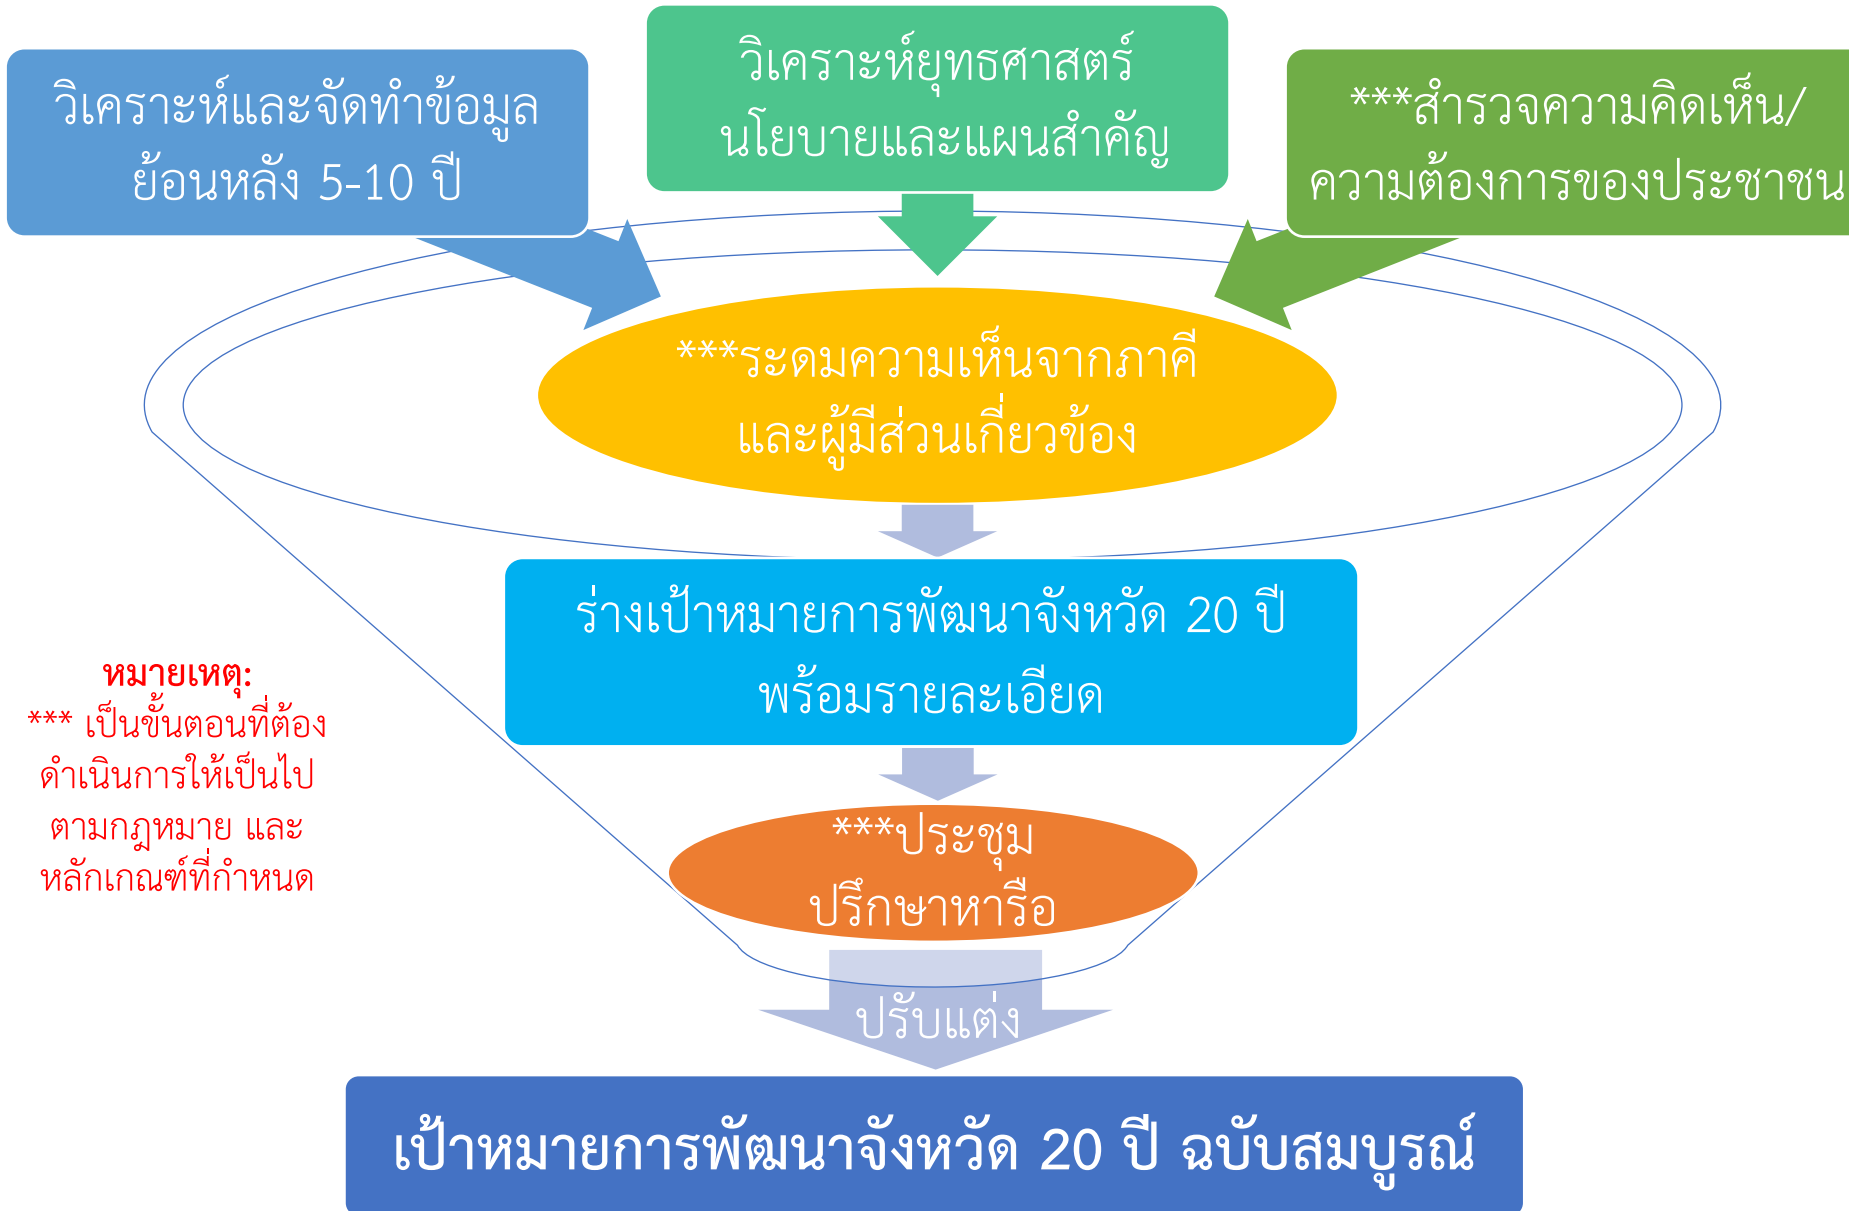 วิเคราะห์และจัดทำข้อมูล
ย้อนหลัง 5-10 ปี
วิเคราะห์ยุทธศาสตร์
นโยบายและแผนสำคัญ
***สำรวจความคิดเห็น/
ความต้องการของประชาชน
***ระดมความเห็นจากภาคี
และผู้มีส่วนเกี่ยวข้อง
ร่างเป้าหมายการพัฒนาจังหวัด 20 ปี
พร้อมรายละเอียด
หมายเหตุ:
*** เป็นขั้นตอนที่ต้อง
ดำเนินการให้เป็นไป
ตามกฎหมาย และ
หลักเกณฑ์ที่กำหนด
***ประชุม
ปรึกษาหารือ
ปรับแต่ง
เป้าหมายการพัฒนาจังหวัด 20 ปี ฉบับสมบูรณ์